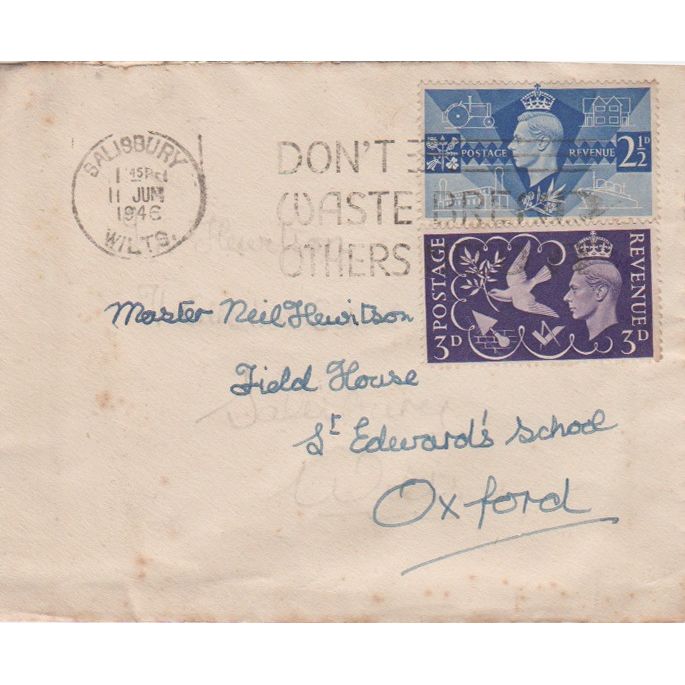 SALISBURY
1 45 PM
11 JUN
1946
WILTS.
DON'T
WASTE BREAD
OTHERS
POSTAGE REVENUE 2½D
POSTAGE
REVENUE
3D 3D
Master Neil Hewitson
Field House
St Edward's School
Oxford